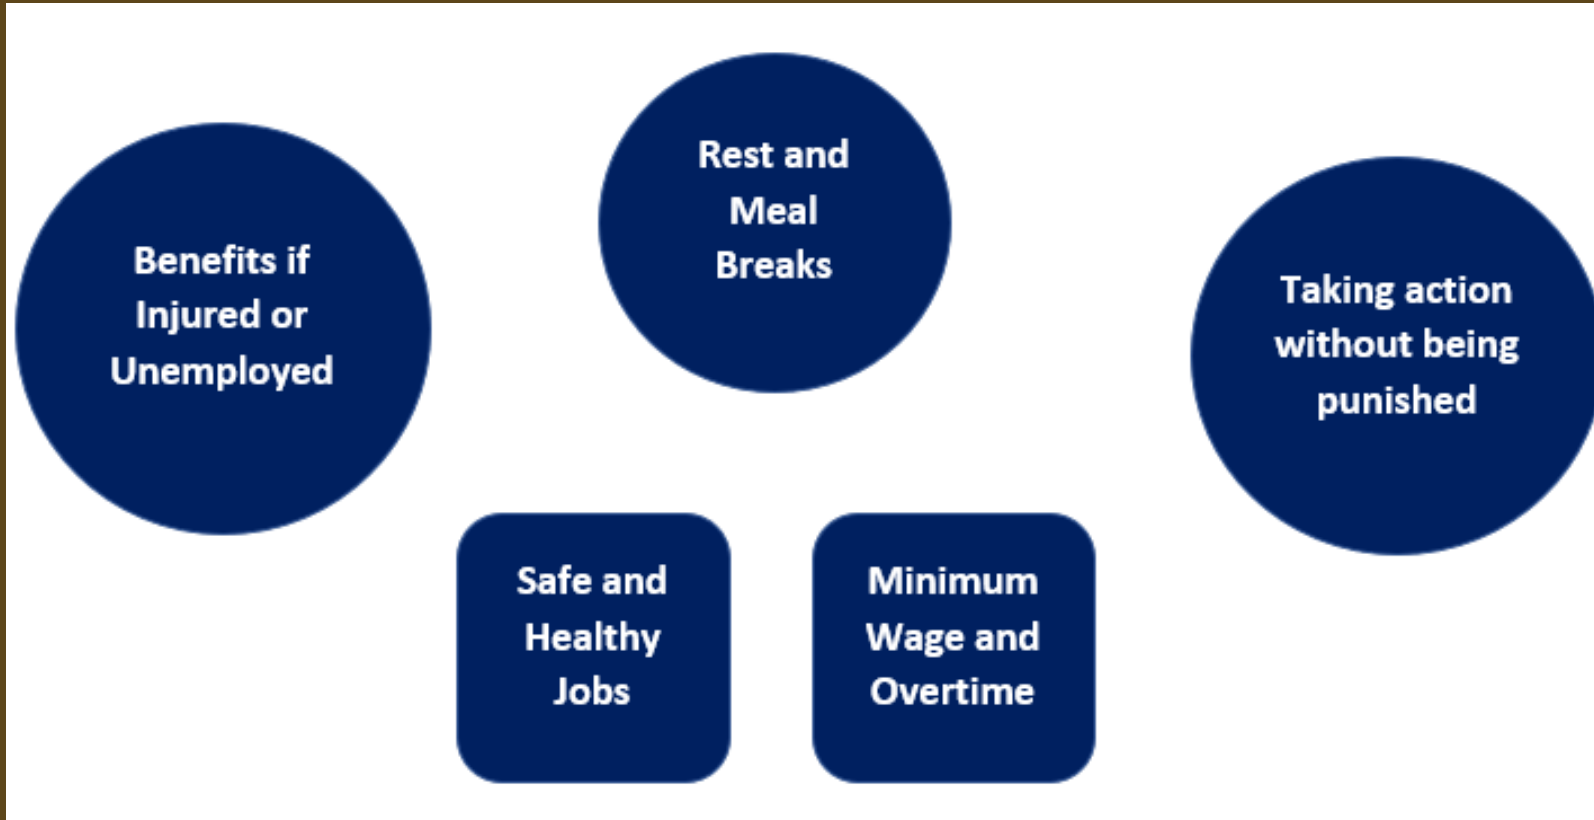 Benefits if
Injured or
Unemployed
Rest and
Meal
Breaks
Taking action
without being
punished
Safe and
Healthy
Jobs
Minimum
Wage and
Overtime